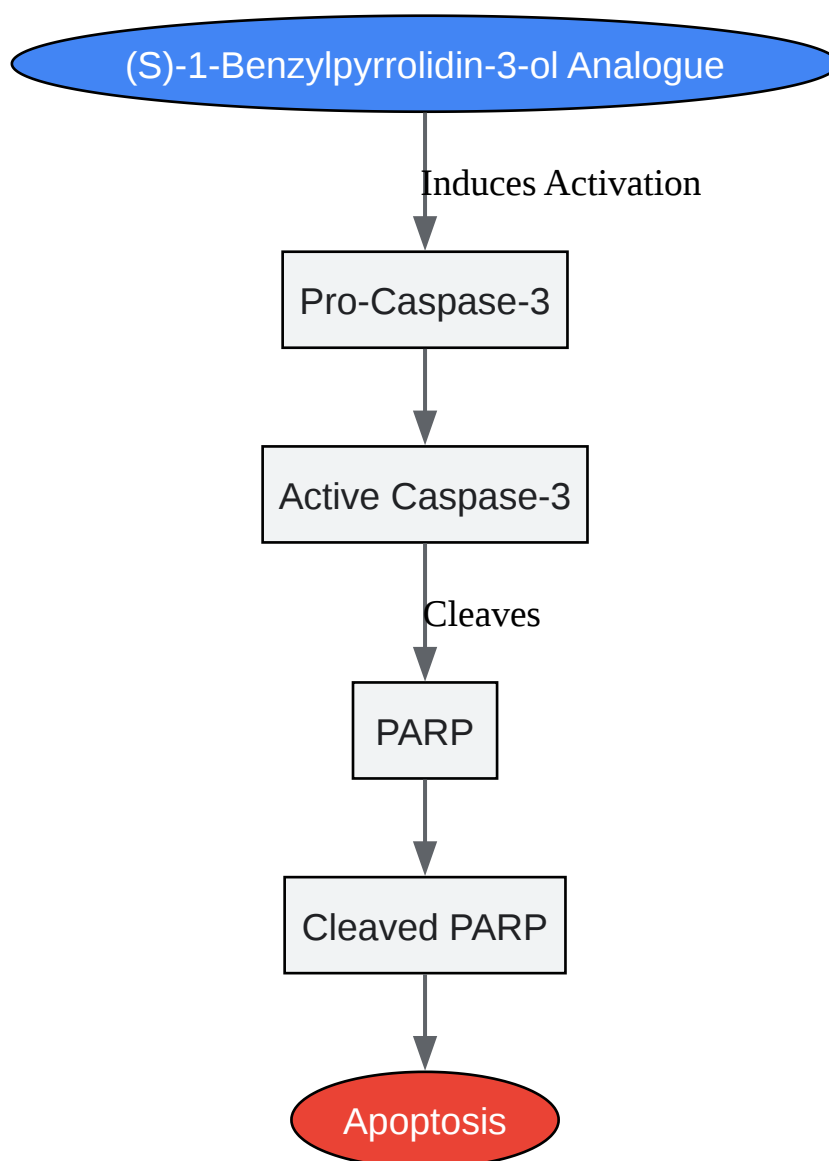 (S)-1-Benzylpyrrolidin-3-ol Analogue
Induces Activation
Pro-Caspase-3
Active Caspase-3
Cleaves
PARP
Cleaved PARP
Apoptosis